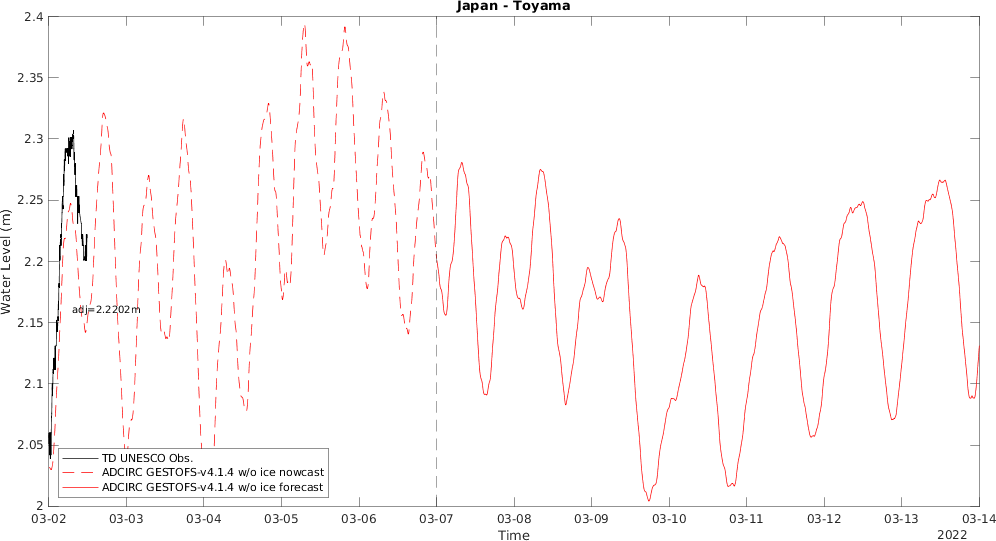 Japan - Toyama
2.4
2.35
2.3
2.25
2.2
2.15
2.1
2.05
2
Water Level (m)
adj=2.2202m
TD UNESCO Obs.
ADCIRC GESTOFS-v4.1.4 w/o ice nowcast
ADCIRC GESTOFS-v4.1.4 w/o ice forecast
03-02 03-03 03-04 03-05 03-06 03-07 03-08 03-09 03-10 03-11 03-12 03-13 03-14
Time
2022